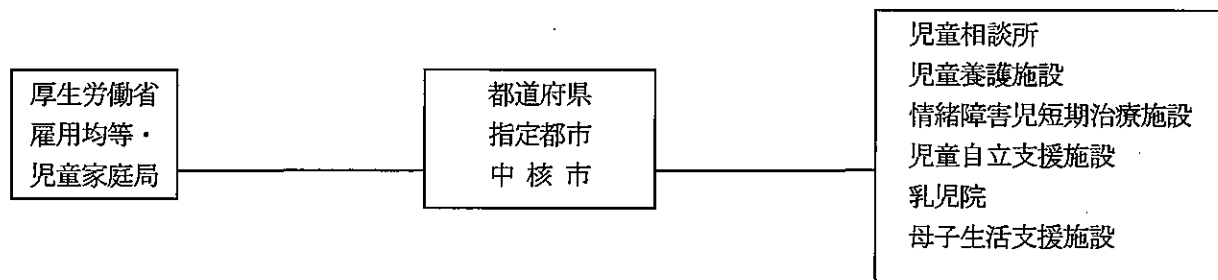 厚生労働省
雇用均等・
児童家庭局
都道府県
指定都市
中核市
児童相談所
児童養護施設
情緒障害児短期治療施設
児童自立支援施設
乳児院
母子生活支援施設